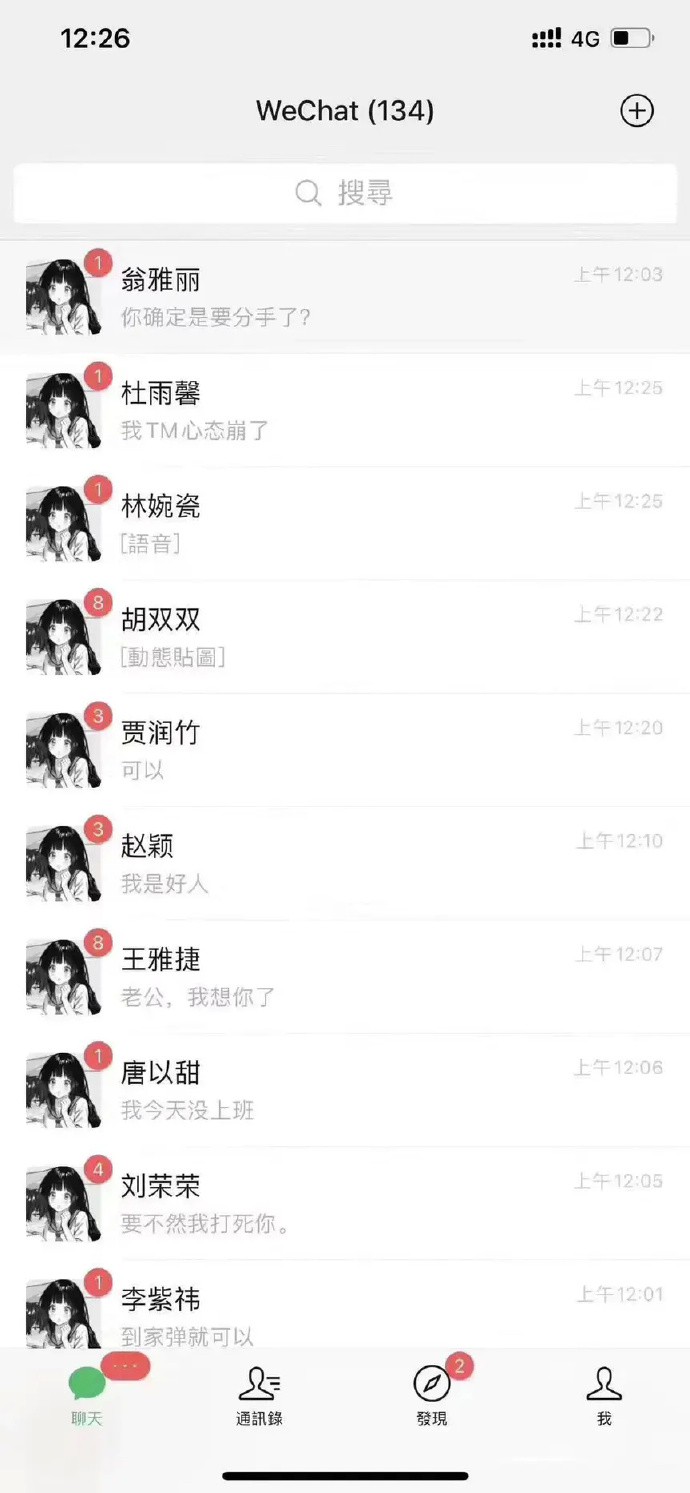 12:26
4G
WeChat (134)
搜尋
1
翁雅丽
上午12:03
你确定是要分手了?
1
杜雨馨
上午12:25
我TM心态崩了
1
林婉瓷
上午12:25
[語音]
8
胡双双
上午12:22
[動態貼圖]
3
贾润竹
上午12:20
可以
3
赵颖
上午12:10
我是好人
8
王雅捷
上午12:07
老公，我想你了
1
唐以甜
上午12:06
我今天没上班
4
刘荣荣
上午12:05
要不然我打死你。
1
李紫祎
上午12:01
到家弹就可以
···
2
聊天
通訊錄
發現
我